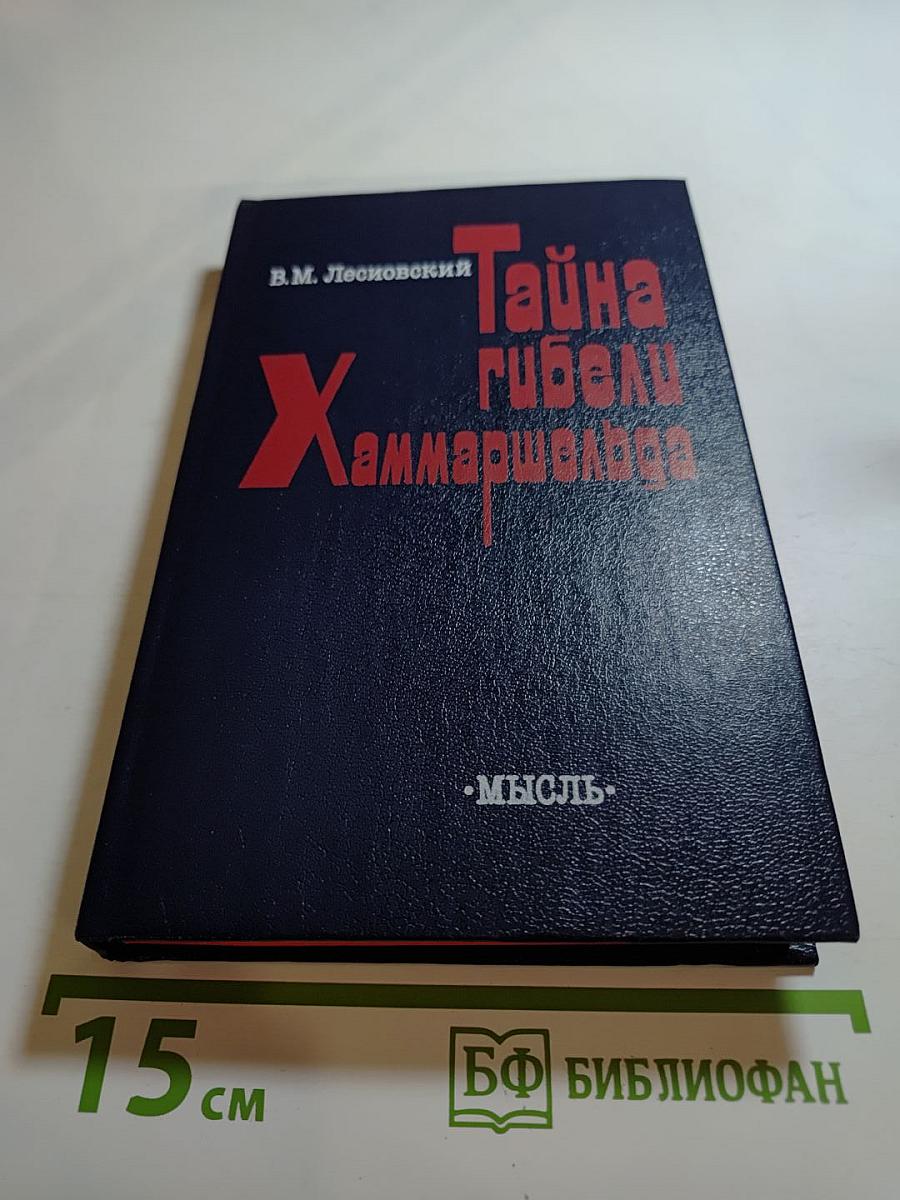 В.М. Лесиовский
Тайна
гибели
Хаммаршельда
·МЫСЛЬ·
15 см
БФ БИБЛИОФАН